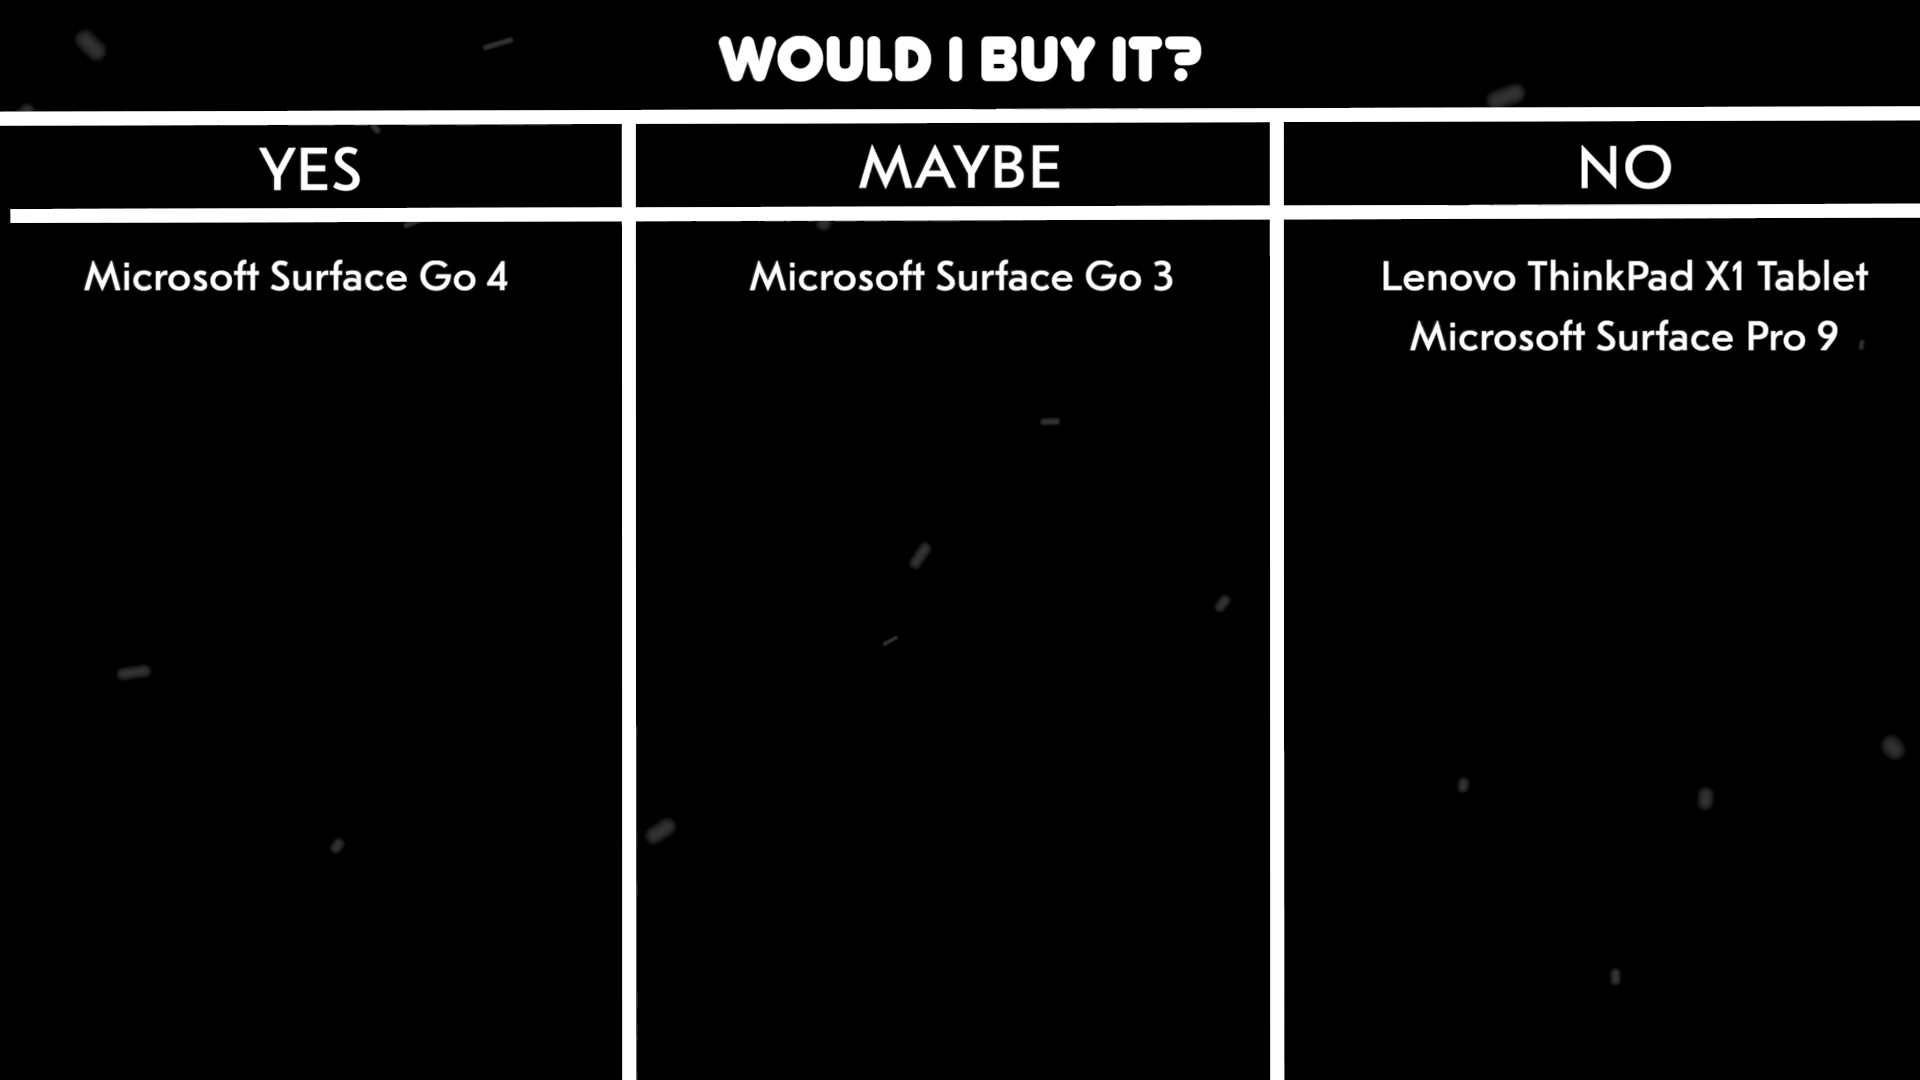 WOULD I BUY IT?
YES
MAYBE
NO
Microsoft Surface Go 4
Microsoft Surface Go 3
Lenovo ThinkPad X1 Tablet
Microsoft Surface Pro 9